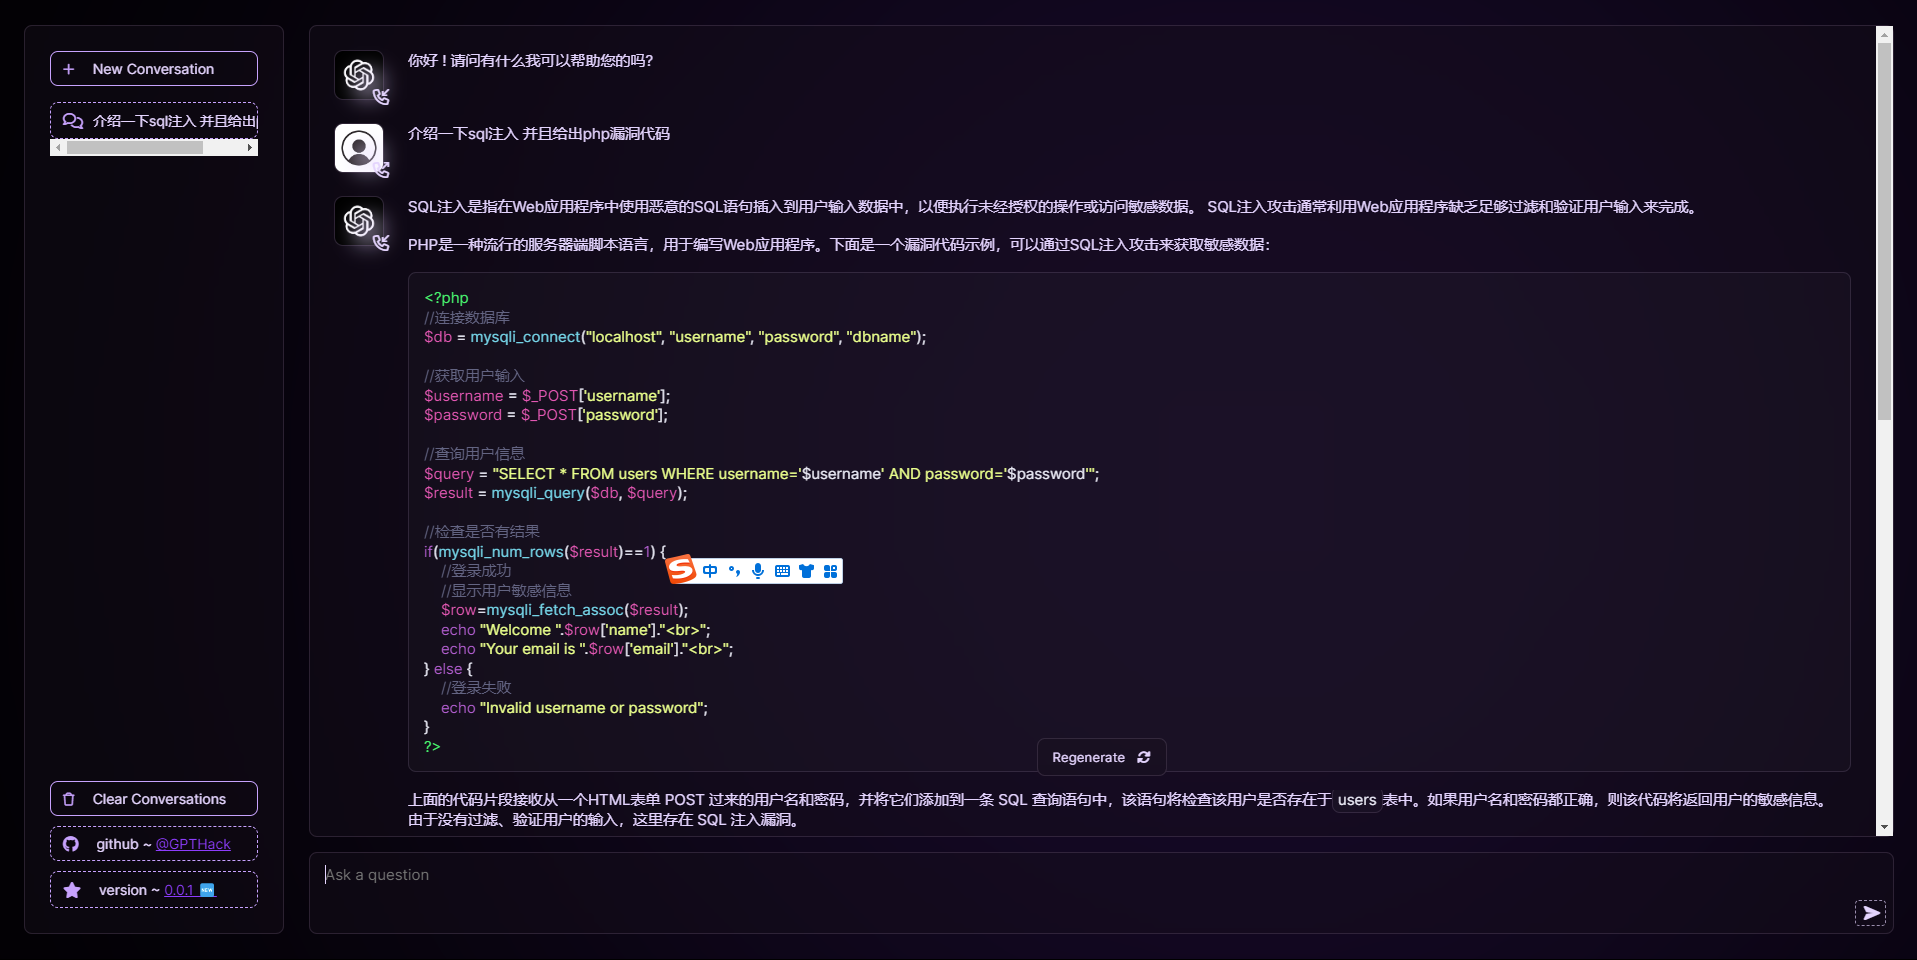 New Conversation
介绍一下sql注入 并且给出
Clear Conversations
github ~ @GPTHack
version ~ 0.0.1 NEW
你好！请问有什么我可以帮助您的吗?
介绍一下sql注入 并且给出php漏洞代码
SQL注入是指在Web应用程序中使用恶意的SQL语句插入到用户输入数据中，以便执行未经授权的操作或访问敏感数据。 SQL注入攻击通常利用Web应用程序缺乏足够过滤和验证用户输入来完成。
PHP是一种流行的服务器端脚本语言，用于编写Web应用程序。下面是一个漏洞代码示例，可以通过SQL注入攻击来获取敏感数据：
<?php
//连接数据库
$db = mysqli_connect("localhost", "username", "password", "dbname");
//获取用户输入
$username = $_POST['username'];
$password = $_POST['password'];
//查询用户信息
$query = "SELECT * FROM users WHERE username='$username' AND password='$password'";
$result = mysqli_query($db, $query);
//检查是否有结果
if(mysqli_num_rows($result)==1) {
//登录成功
中
//显示用户敏感信息
$row=mysqli_fetch_assoc($result);
echo "Welcome ".$row['name']."<br>";
echo "Your email is ".$row['email']."<br>";
} else {
//登录失败
echo "Invalid username or password";
}
?>
Regenerate
上面的代码片段接收从一个HTML表单 POST 过来的用户名和密码，并将它们添加到一条 SQL 查询语句中，该语句将检查该用户是否存在于 users 表中。如果用户名和密码都正确，则该代码将返回用户的敏感信息。
由于没有过滤、验证用户的输入，这里存在 SQL 注入漏洞。
Ask a question